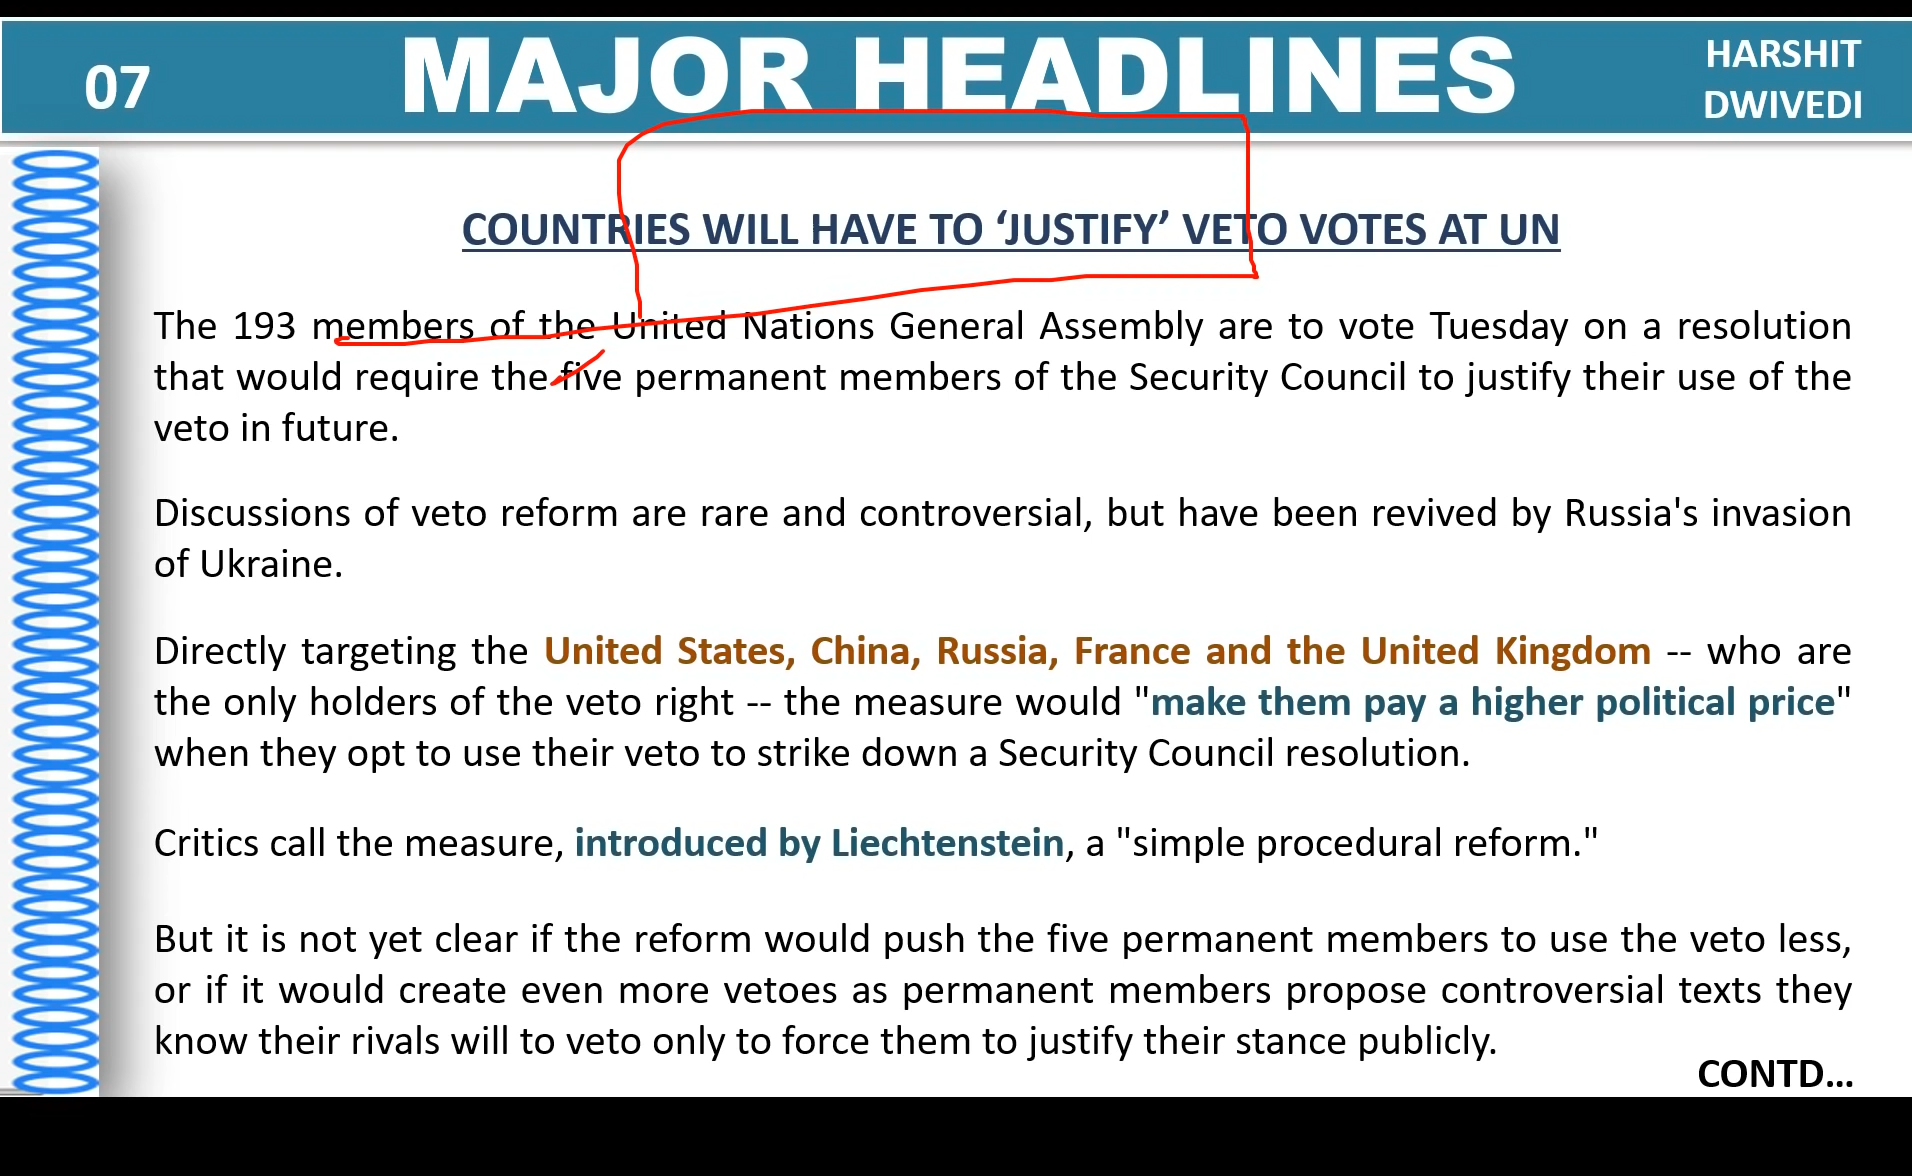 07
MAJOR HEADLINES
HARSHIT
DWIVEDI
COUNTRIES WILL HAVE TO ‘JUSTIFY’ VETO VOTES AT UN
The 193 members of the United Nations General Assembly are to vote Tuesday on a resolution
that would require the five permanent members of the Security Council to justify their use of the
veto in future.
Discussions of veto reform are rare and controversial, but have been revived by Russia's invasion
of Ukraine.
Directly targeting the United States, China, Russia, France and the United Kingdom -- who are
the only holders of the veto right -- the measure would "make them pay a higher political price"
when they opt to use their veto to strike down a Security Council resolution.
Critics call the measure, introduced by Liechtenstein, a "simple procedural reform."
But it is not yet clear if the reform would push the five permanent members to use the veto less,
or if it would create even more vetoes as permanent members propose controversial texts they
know their rivals will to veto only to force them to justify their stance publicly.
CONTD...